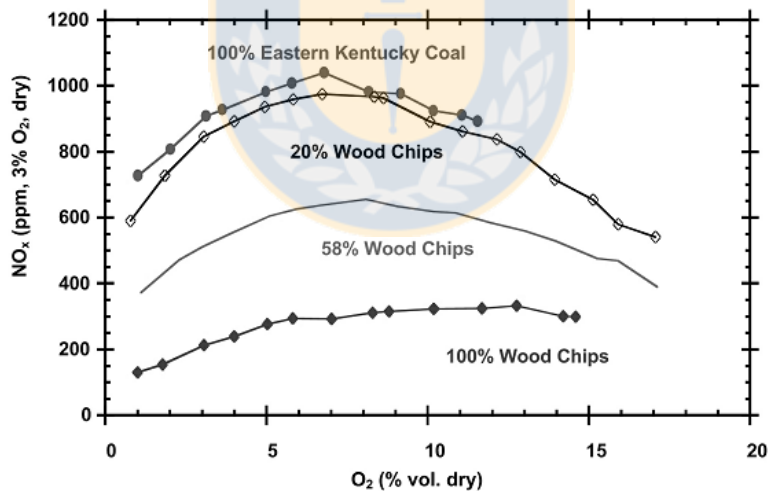 1200
100% Eastern Kentucky Coal
1000
800
20% Wood Chips
600
58% Wood Chips
400
200
100% Wood Chips
0
0 5 10 15 20
O₂ (% vol. dry)
NOₓ (ppm, 3% O₂, dry)